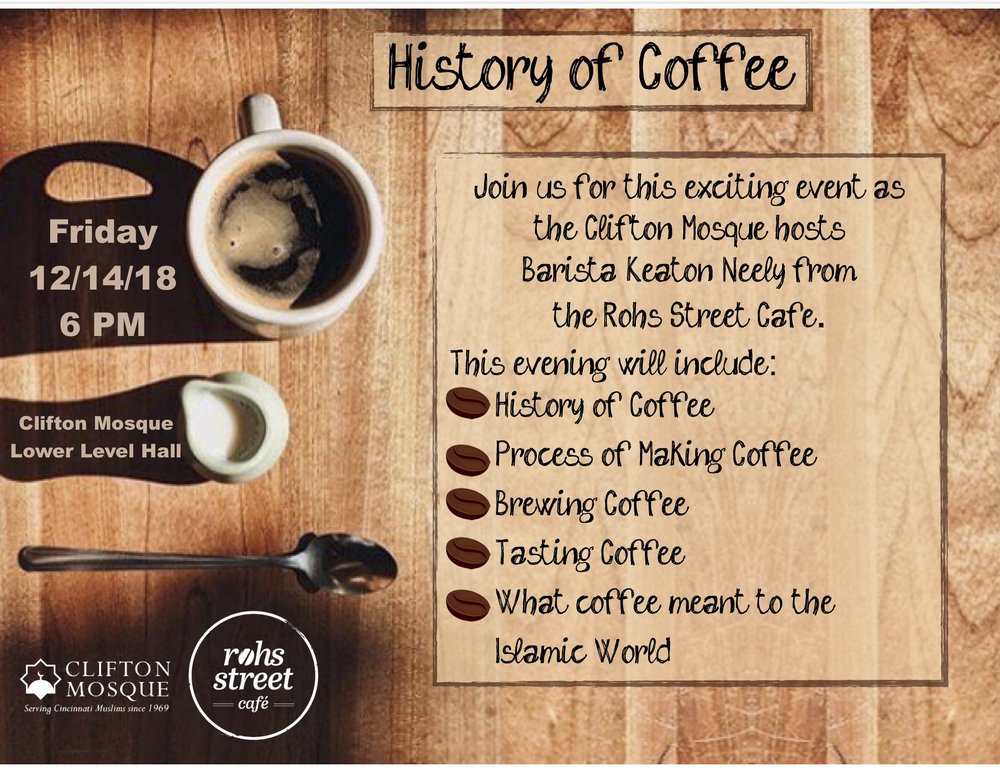 History of Coffee
Friday
12/14/18
6 PM
Clifton Mosque
Lower Level Hall
Join us for this exciting event as
the Clifton Mosque hosts
Barista Keaton Neely from
the Rohs Street Cafe.
This evening will include:
History of Coffee
Process of Making Coffee
Brewing Coffee
Tasting Coffee
What coffee meant to the
Islamic World
CLIFTON
MOSQUE
Serving Cincinnati Muslims since 1969
rohs
street
café